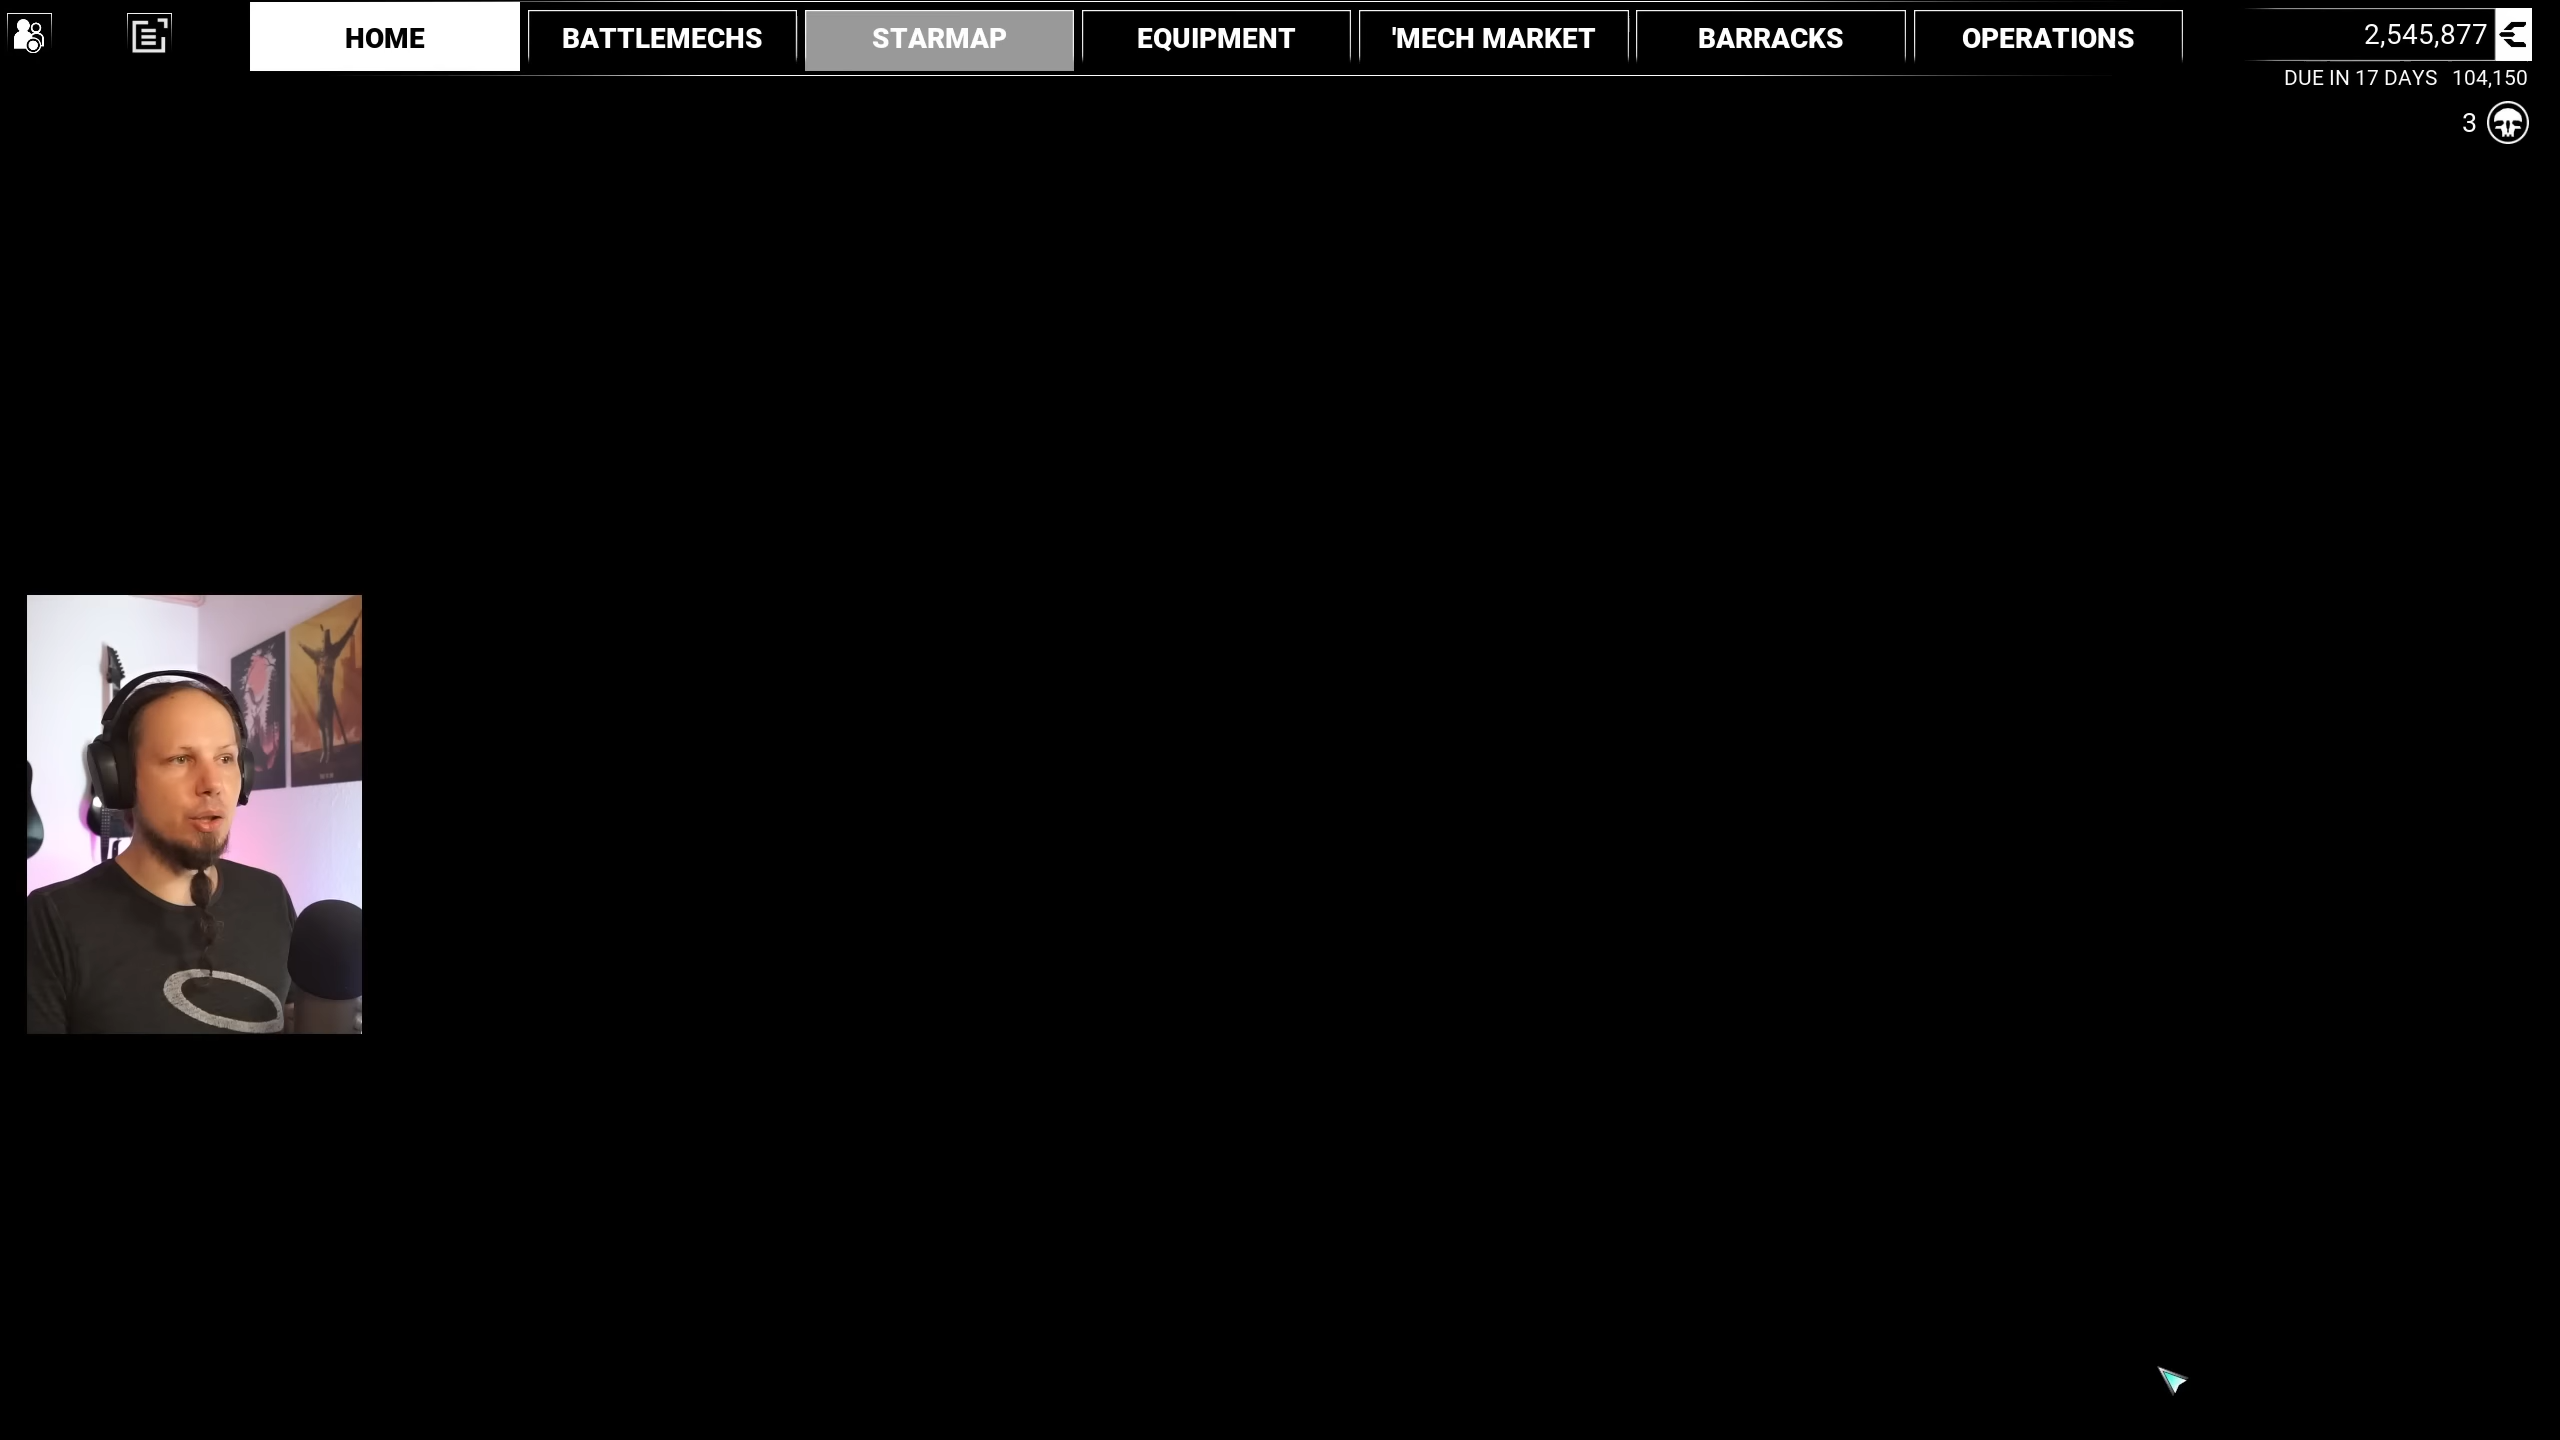 HOME
BATTLEMECHS
STARMAP
EQUIPMENT
'MECH MARKET
BARRACKS
OPERATIONS
2,545,877
DUE IN 17 DAYS 104,150
3